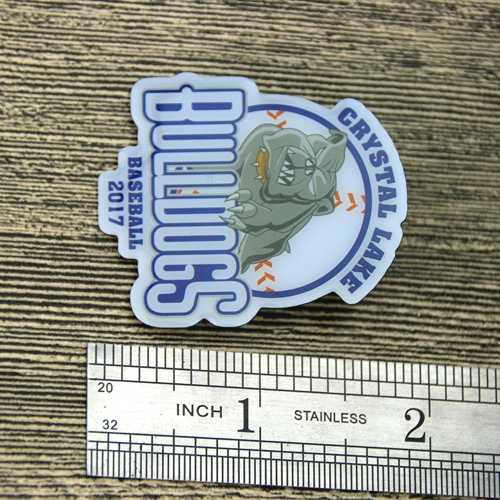 CRYSTAL LAKE
BULLDOGS
BASEBALL
2017
20
32
INCH 1 STAINLESS 2